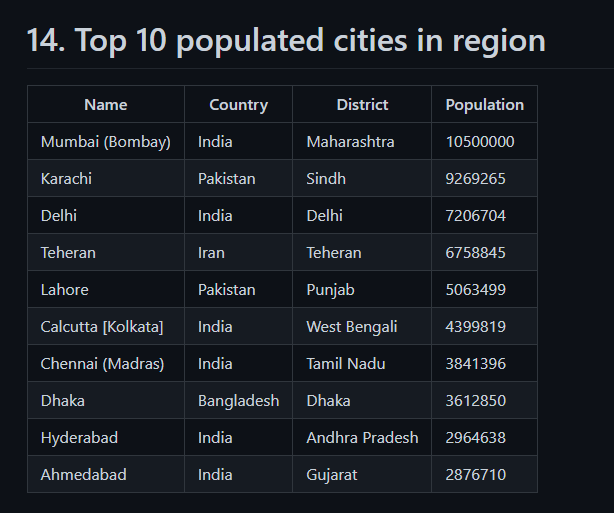 14. Top 10 populated cities in region
Name Country District Population
Mumbai (Bombay) India Maharashtra 10500000
Karachi Pakistan Sindh 9269265
Delhi India Delhi 7206704
Teheran Iran Teheran 6758845
Lahore Pakistan Punjab 5063499
Calcutta [Kolkata] India West Bengali 4399819
Chennai (Madras) India Tamil Nadu 3841396
Dhaka Bangladesh Dhaka 3612850
Hyderabad India Andhra Pradesh 2964638
Ahmedabad India Gujarat 2876710